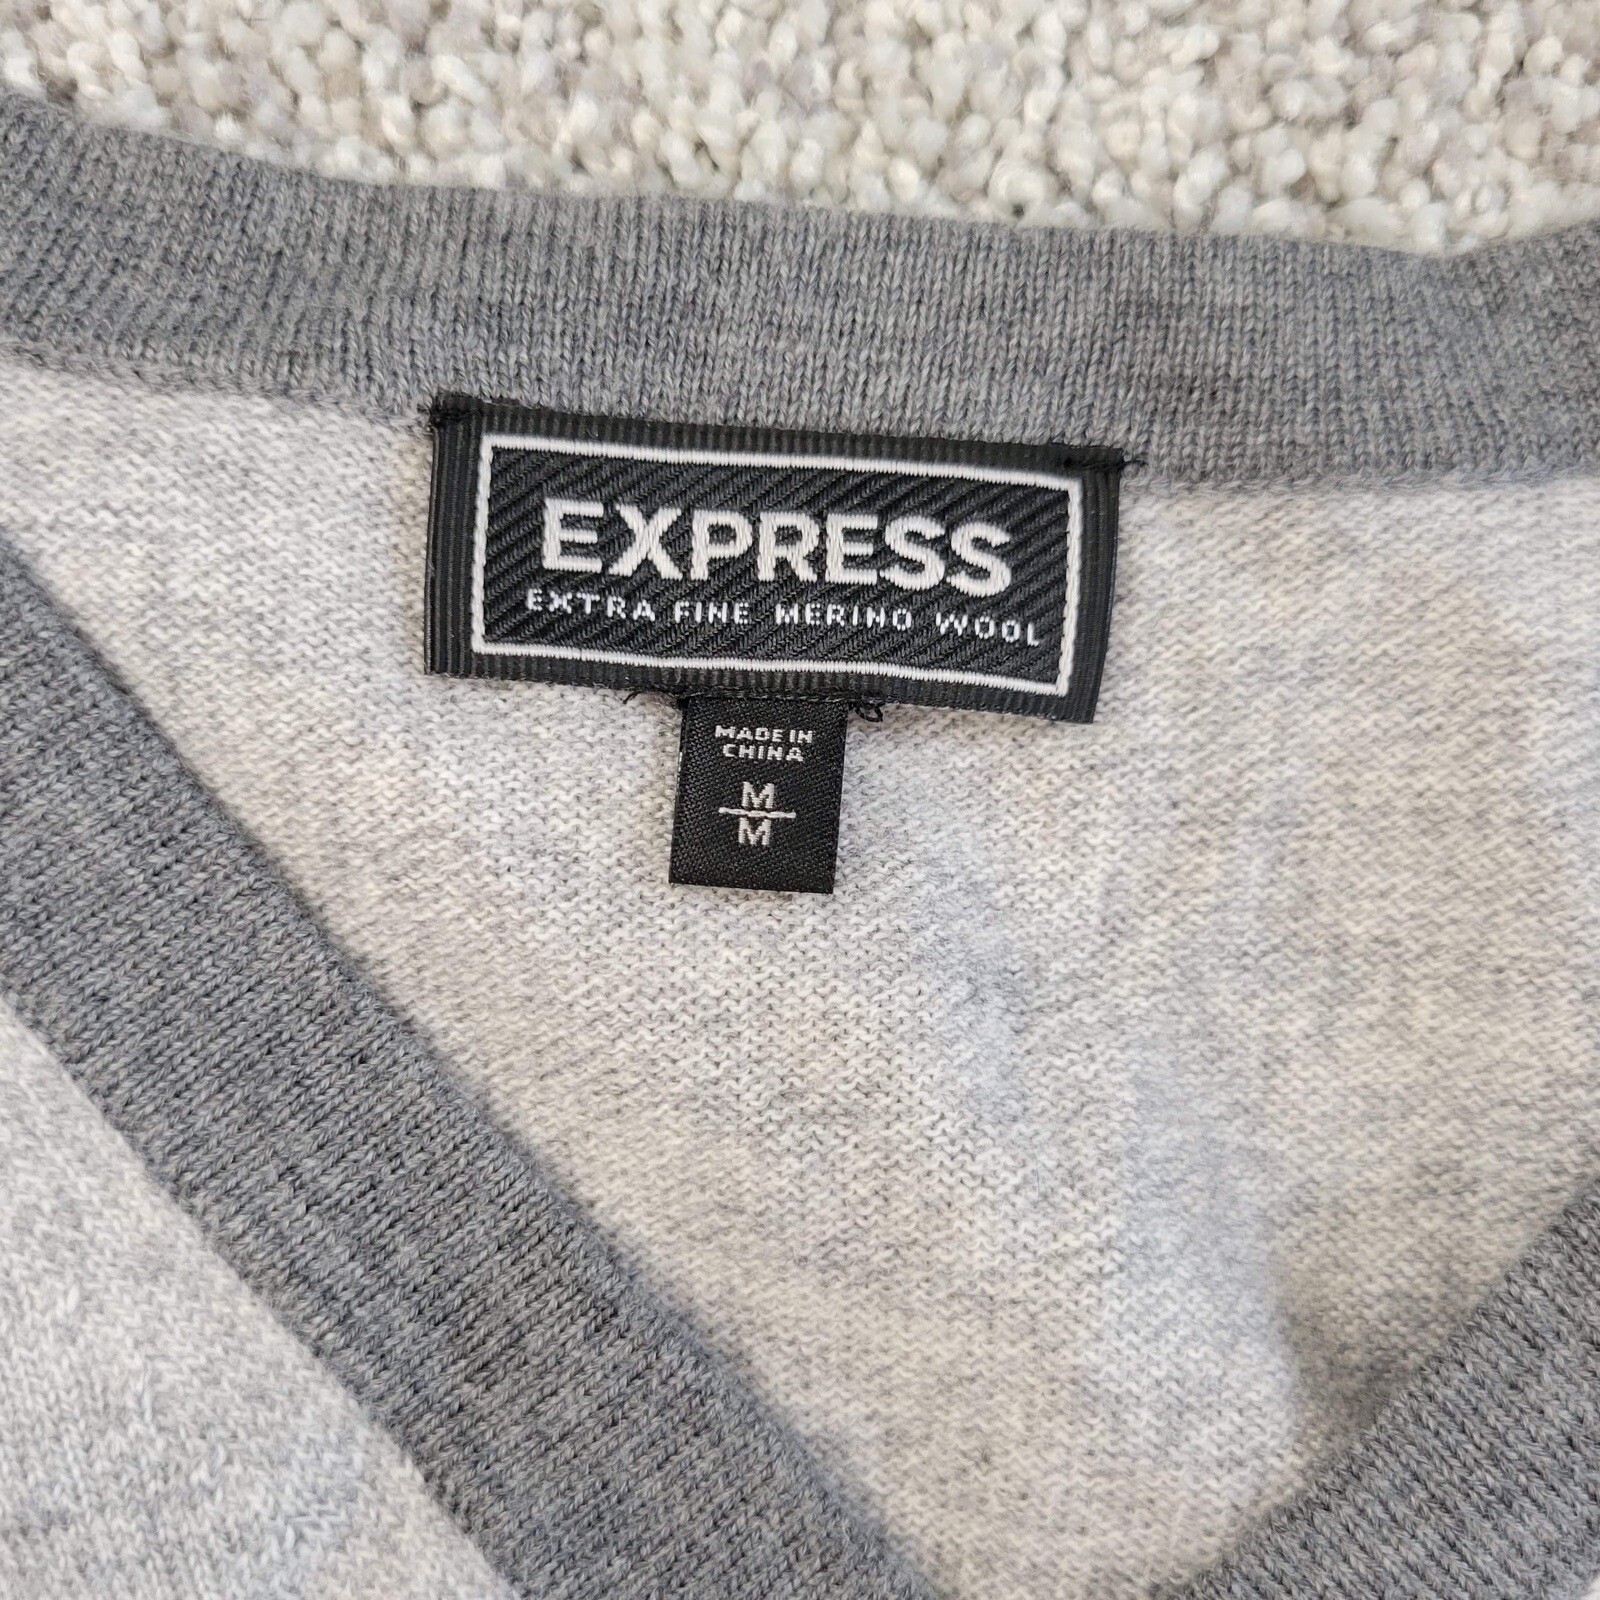 EXPRESS
EXTRA FINE MERINO WOOL
MADE IN
CHINA
M
M